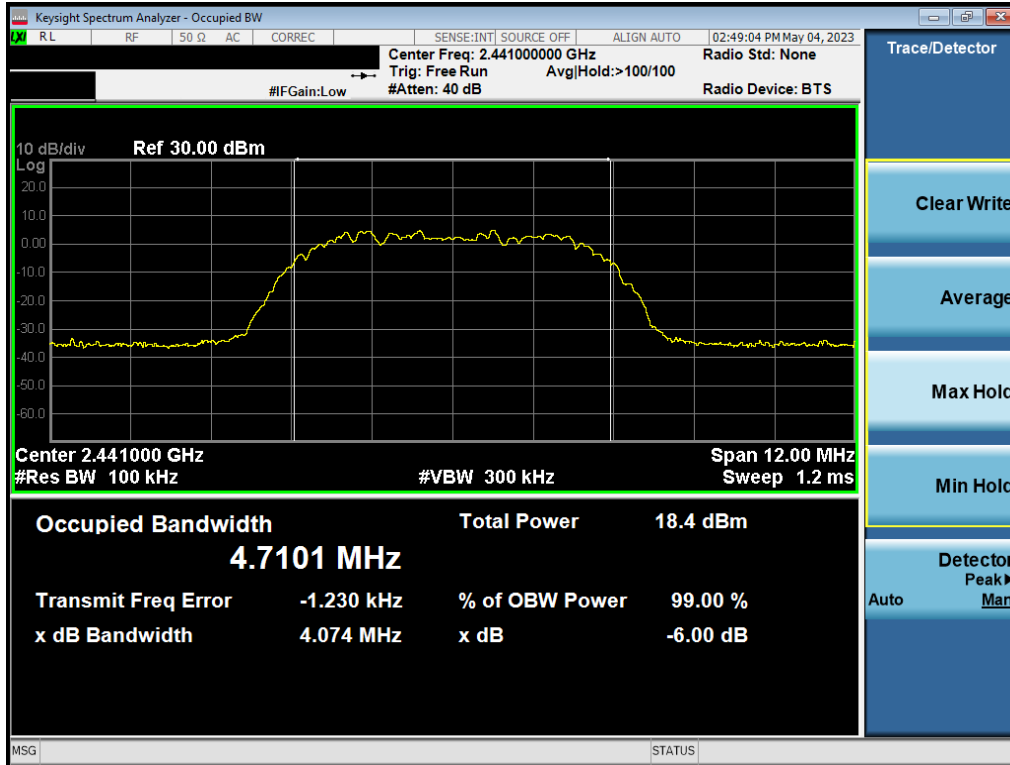 Keysight Spectrum Analyzer - Occupied BW
LXI RL RF 50 Ω AC CORREC SENSE:INT SOURCE OFF ALIGN AUTO 02:49:04 PM May 04, 2023
Center Freq: 2.441000000 GHz Radio Std: None
Trig: Free Run Avg|Hold:>100/100
#IFGain:Low #Atten: 40 dB Radio Device: BTS
Trace/Detector
10 dB/div Ref 30.00 dBm
Log
20.0
10.0
0.00
-10.0
-20.0
-30.0
-40.0
-50.0
-60.0
Center 2.441000 GHz Span 12.00 MHz
#Res BW 100 kHz #VBW 300 kHz Sweep 1.2 ms
Occupied Bandwidth Total Power 18.4 dBm
4.7101 MHz
Transmit Freq Error -1.230 kHz % of OBW Power 99.00 %
x dB Bandwidth 4.074 MHz x dB -6.00 dB
Clear Write
Average
Max Hold
Min Hold
Detector
Peak
Auto Man
MSG STATUS